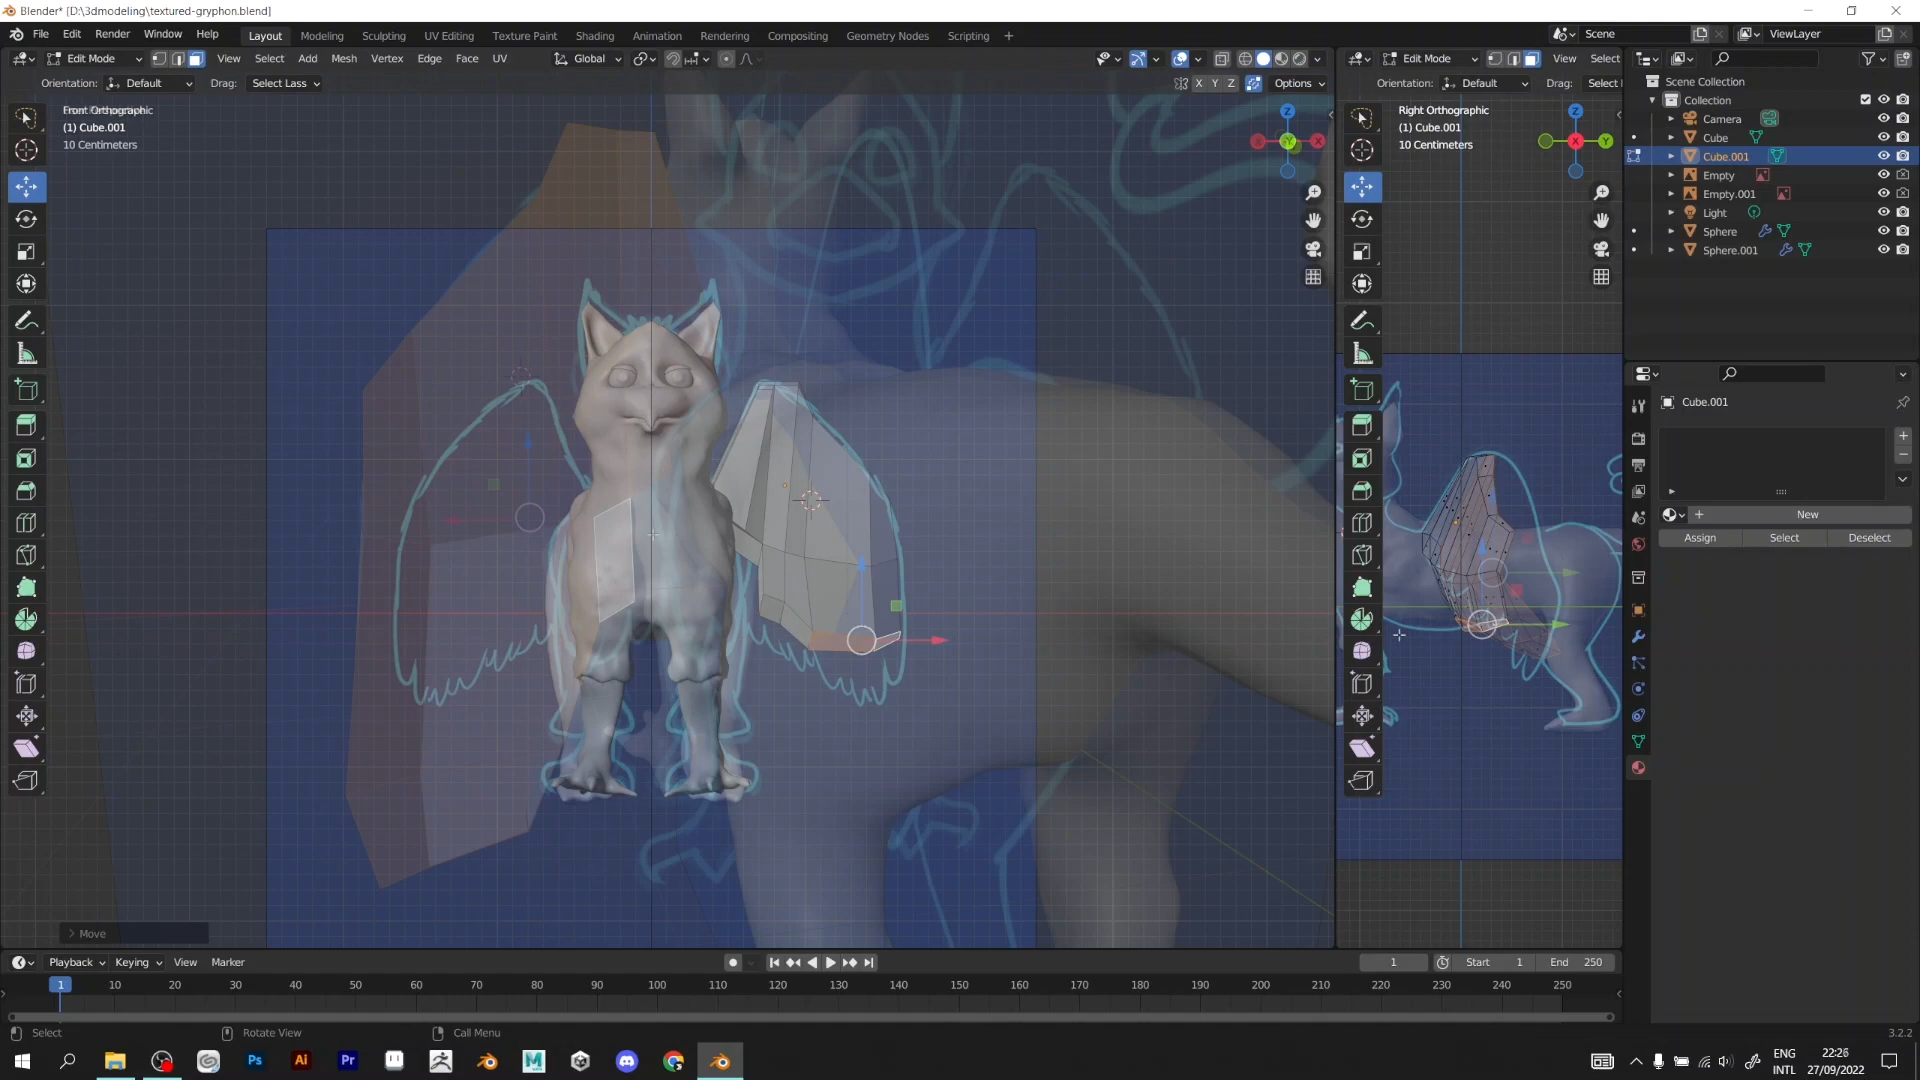 Blender* [D:\3dmodeling\textured-gryphon.blend]
File Edit Render Window Help Layout Modeling Sculpting UV Editing Texture Paint Shading Animation Rendering Compositing Geometry Nodes Scripting Scene ViewLayer
Edit Mode View Select Add Mesh Vertex Edge Face UV Global
Edit Mode View Select
Orientation: Default Drag: Select Lass X Y Z Options
Orientation: Default Drag: Select
Front Orthographic
(1) Cube.001
10 Centimeters
Z
Y
X
Right Orthographic
(1) Cube.001
10 Centimeters
Z
X
Y
Scene Collection
Collection
Camera
Cube
Cube.001
Empty
Empty.001
Light
Sphere
Sphere.001
Cube.001
New
Assign Select Deselect
Move
Playback Keying View Marker 1 Start 1 End 250
1 10 20 30 40 50 60 70 80 90 100 110 120 130 140 150 160 170 180 190 200 210 220 230 240 250
Select Rotate View Call Menu 3.2.2
Ps Ai Pr M
ENG
INTL
22:26
27/09/2022